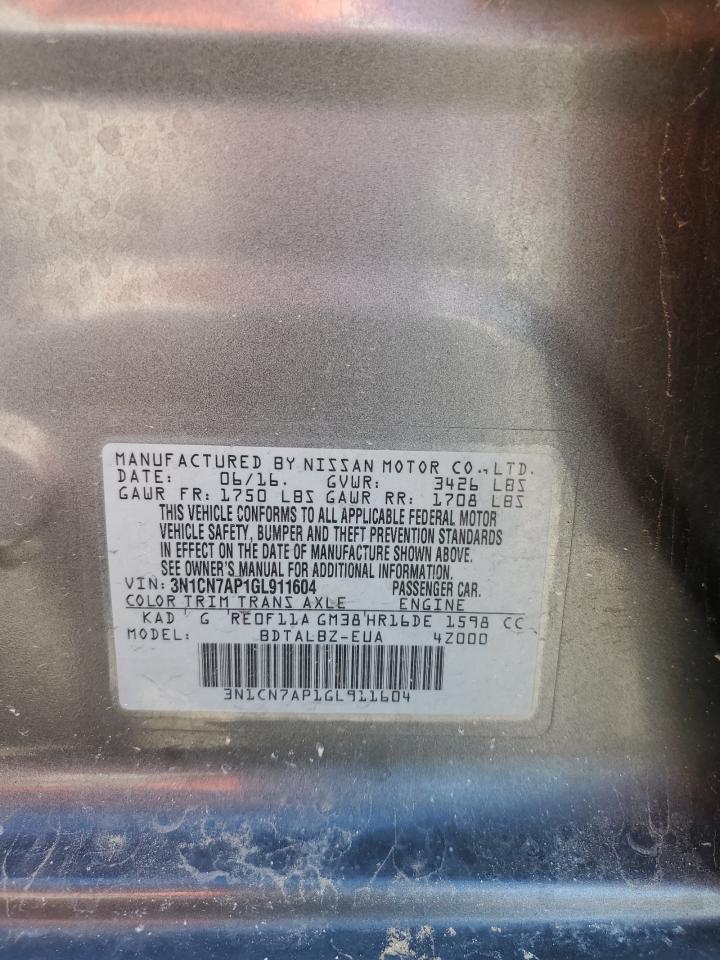 MANUFACTURED BY NISSAN MOTOR CO., LTD.
DATE: 06/16. GVWR: 3426 LBS
GAWR FR: 1750 LBS GAWR RR: 1708 LBS
THIS VEHICLE CONFORMS TO ALL APPLICABLE FEDERAL MOTOR
VEHICLE SAFETY, BUMPER AND THEFT PREVENTION STANDARDS
IN EFFECT ON THE DATE OF MANUFACTURE SHOWN ABOVE.
SEE OWNER'S MANUAL FOR ADDITIONAL INFORMATION.
VIN: 3N1CN7AP1GL911604 PASSENGER CAR.
COLOR TRIM TRANS AXLE ENGINE
KAD G RE0F11A GM38 HR16DE 1598 CC
MODEL: BDTALBZ-EUA 4Z000
3N1CN7AP1GL911604